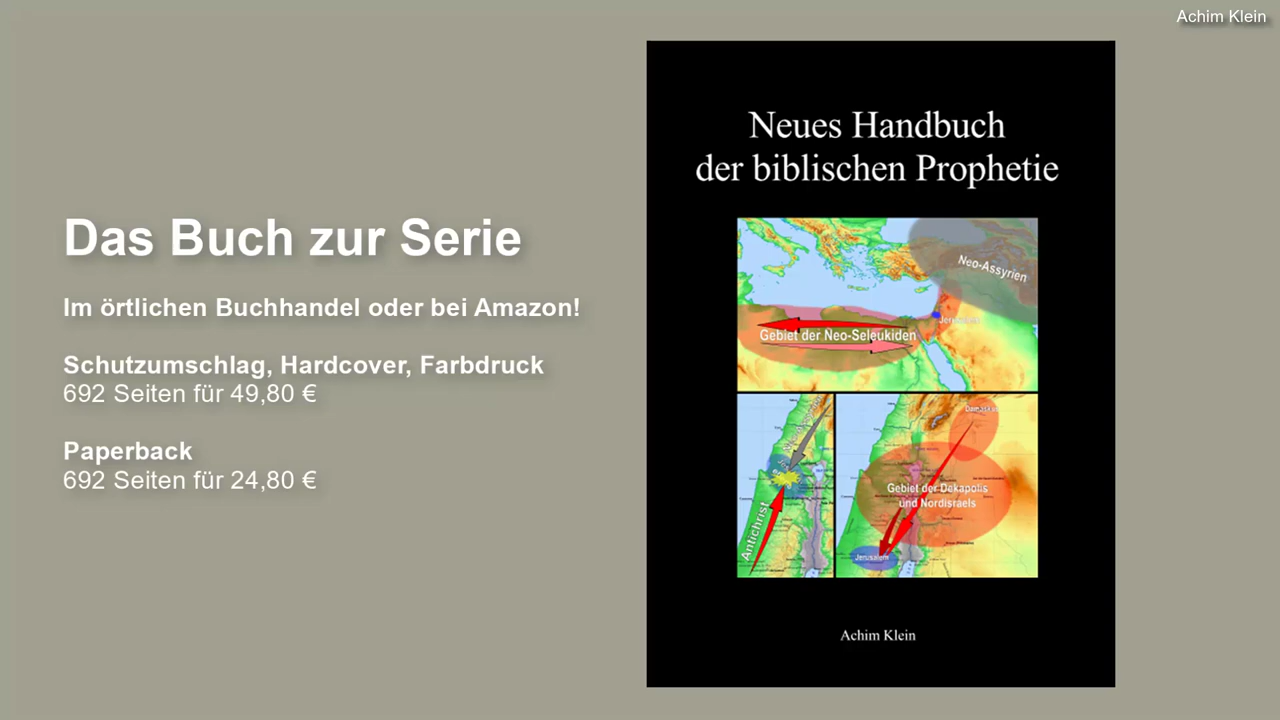 Achim Klein
Das Buch zur Serie
Im örtlichen Buchhandel oder bei Amazon!
Schutzumschlag, Hardcover, Farbdruck
692 Seiten für 49,80 €
Paperback
692 Seiten für 24,80 €
Neues Handbuch
der biblischen Prophetie
Neo-Assyrien
Jerusalem
Gebiet der Neo-Seleukiden
Damaskus
Gebiet der Dekapolis
und Nordisraels
Antichrist
Jerusalem
Achim Klein